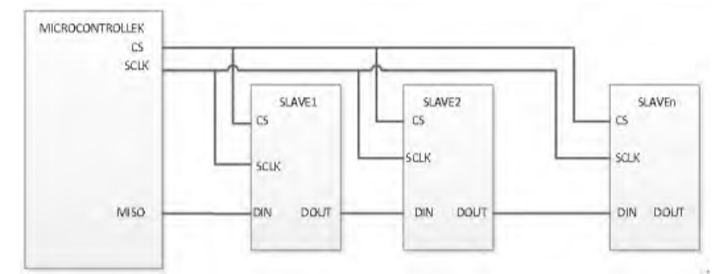 MICROCONTROLLEK
CS
SCLK
MISO
SLAVE1
CS
SCLK
DIN DOUT
SLAVE2
CS
SCLK
DIN DOUT
SLAVEn
CS
SCLK
DIN DOUT